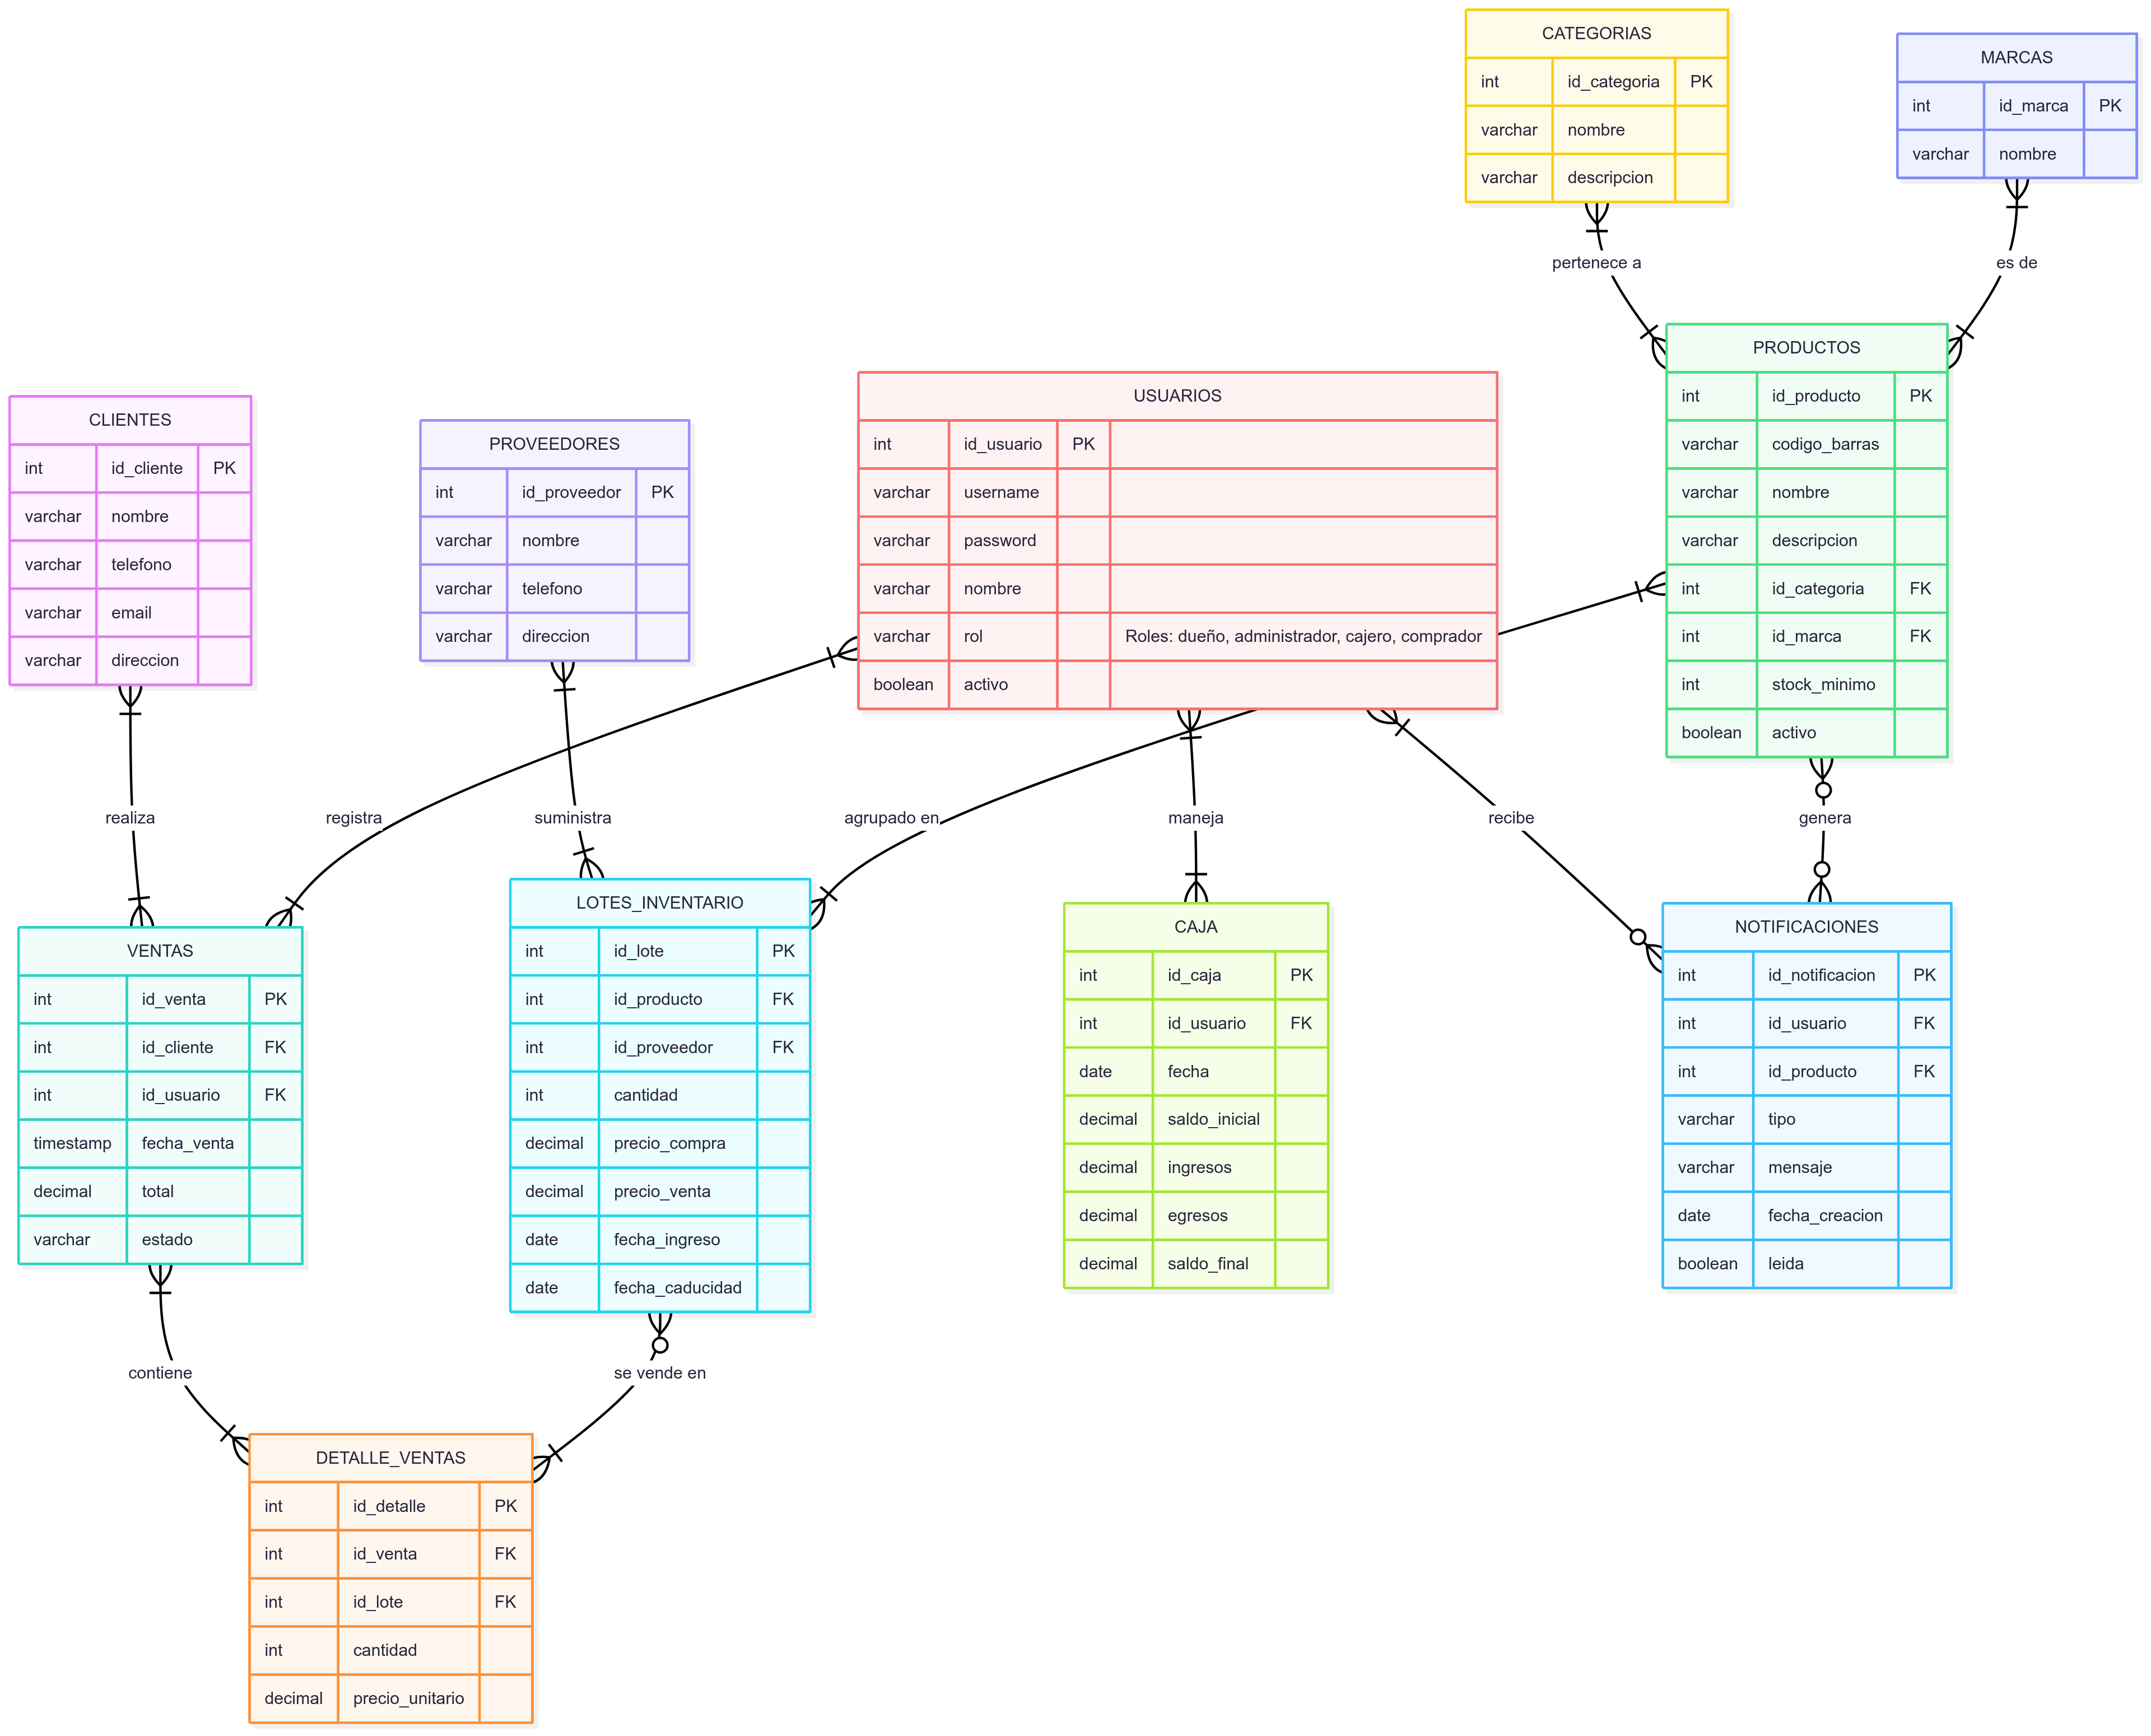 CATEGORIAS
int id_categoria PK
varchar nombre
varchar descripcion
MARCAS
int id_marca PK
varchar nombre
pertenece a
es de
PRODUCTOS
int id_producto PK
varchar codigo_barras
varchar nombre
varchar descripcion
int id_categoria FK
int id_marca FK
int stock_minimo
boolean activo
USUARIOS
int id_usuario PK
varchar username
varchar password
varchar nombre
varchar rol Roles: dueño, administrador, cajero, comprador
boolean activo
CLIENTES
int id_cliente PK
varchar nombre
varchar telefono
varchar email
varchar direccion
PROVEEDORES
int id_proveedor PK
varchar nombre
varchar telefono
varchar direccion
realiza
registra
suministra
agrupado en
maneja
recibe
genera
VENTAS
int id_venta PK
int id_cliente FK
int id_usuario FK
timestamp fecha_venta
decimal total
varchar estado
LOTES_INVENTARIO
int id_lote PK
int id_producto FK
int id_proveedor FK
int cantidad
decimal precio_compra
decimal precio_venta
date fecha_ingreso
date fecha_caducidad
CAJA
int id_caja PK
int id_usuario FK
date fecha
decimal saldo_inicial
decimal ingresos
decimal egresos
decimal saldo_final
NOTIFICACIONES
int id_notificacion PK
int id_usuario FK
int id_producto FK
varchar tipo
varchar mensaje
date fecha_creacion
boolean leida
contiene
se vende en
DETALLE_VENTAS
int id_detalle PK
int id_venta FK
int id_lote FK
int cantidad
decimal precio_unitario